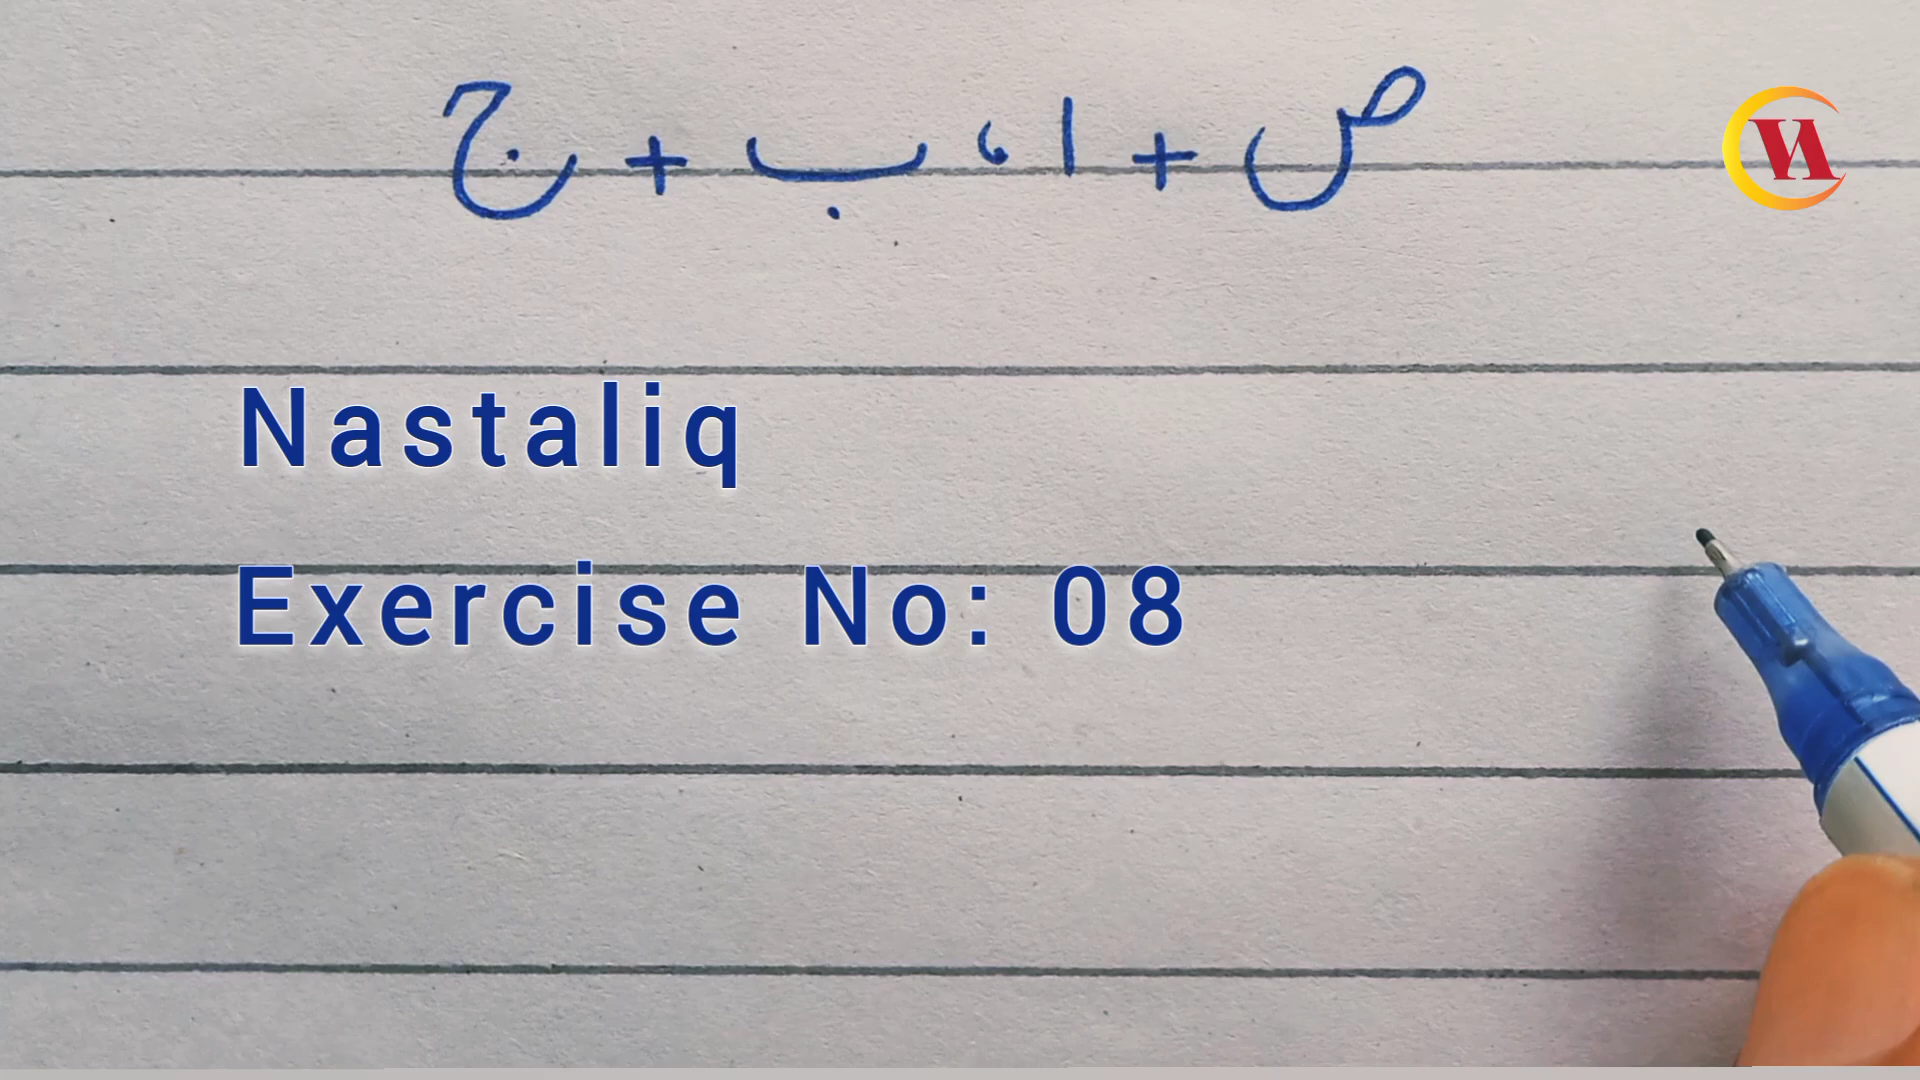 ص + ا، ب + ج
Nastaliq
Exercise No: 08